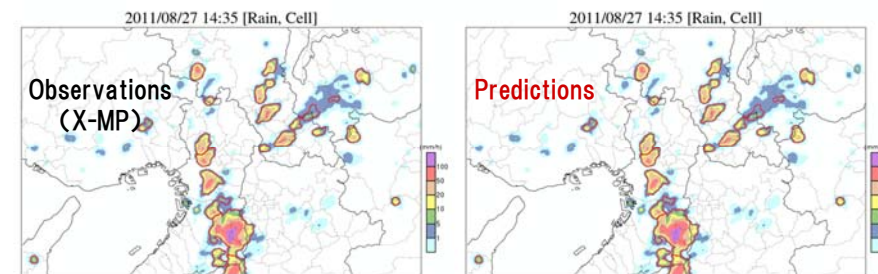 2011/08/27 14:35 [Rain, Cell]
Observations
(X-MP)
(mm/h)
100
50
20
10
5
1
2011/08/27 14:35 [Rain, Cell]
Predictions